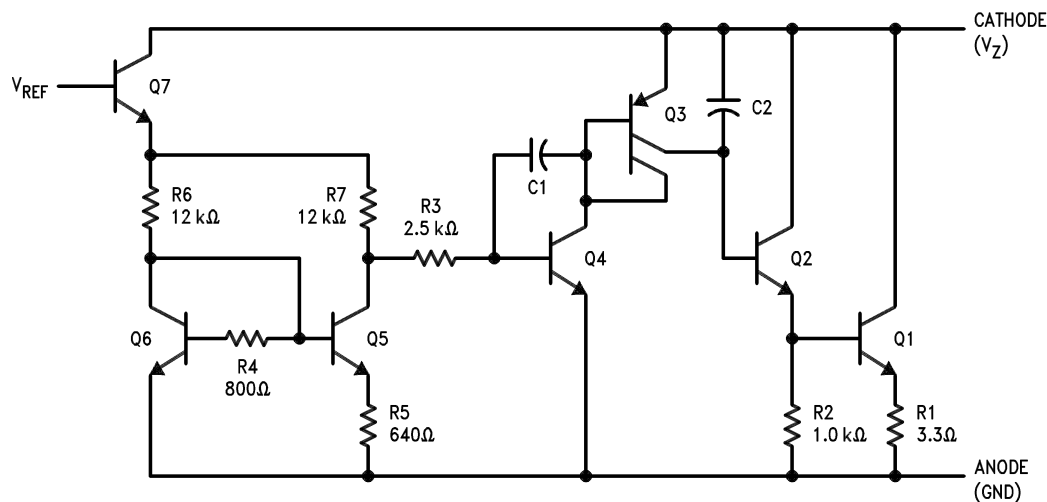 CATHODE
(VZ)
Q7
VREF
Q3
C2
C1
R6
12 kΩ
R7
12 kΩ
R3
2.5 kΩ
Q4
Q2
Q6
Q5
Q1
R4
800Ω
R5
640Ω
R2
1.0 kΩ
R1
3.3Ω
ANODE
(GND)